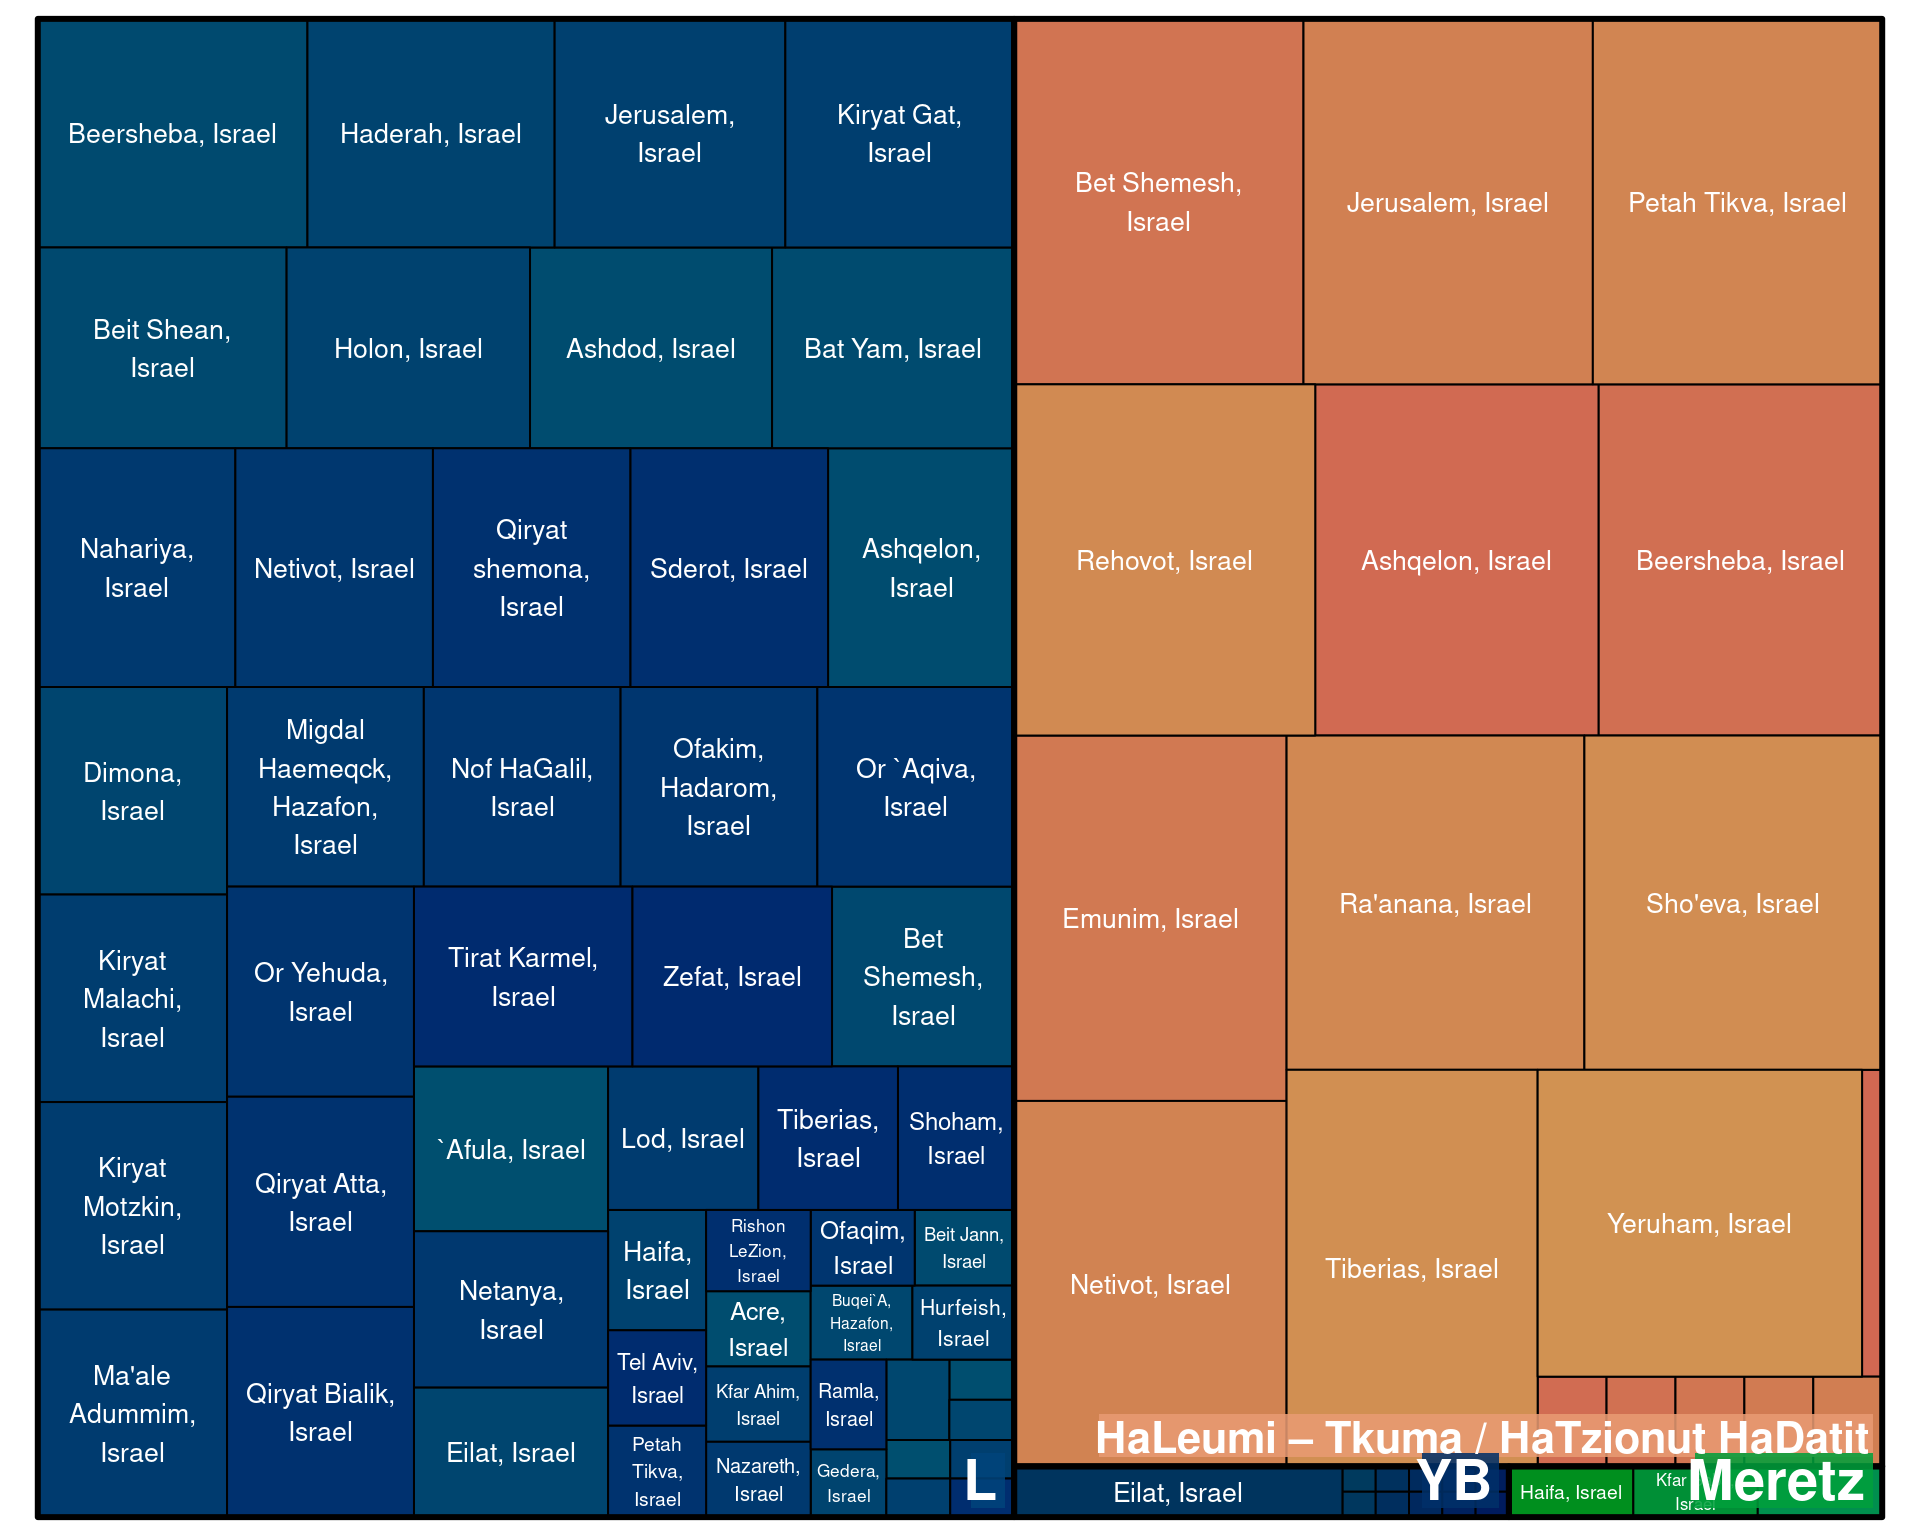 Beersheba, Israel
Haderah, Israel
Jerusalem,
Israel
Kiryat Gat,
Israel
Beit Shean,
Israel
Holon, Israel
Ashdod, Israel
Bat Yam, Israel
Nahariya,
Israel
Netivot, Israel
Qiryat
shemona,
Israel
Sderot, Israel
Ashqelon,
Israel
Dimona,
Israel
Migdal
Haemeqck,
Hazafon,
Israel
Nof HaGalil,
Israel
Ofakim,
Hadarom,
Israel
Or `Aqiva,
Israel
Kiryat
Malachi,
Israel
Or Yehuda,
Israel
Tirat Karmel,
Israel
Zefat, Israel
Bet
Shemesh,
Israel
Kiryat
Motzkin,
Israel
Qiryat Atta,
Israel
`Afula, Israel
Lod, Israel
Tiberias,
Israel
Shoham,
Israel
Ma'ale
Adummim,
Israel
Qiryat Bialik,
Israel
Netanya,
Israel
Eilat, Israel
Haifa,
Israel
Rishon
LeZion,
Israel
Ofaqim,
Israel
Beit Jann,
Israel
Tel Aviv,
Israel
Acre,
Israel
Buqei`A,
Hazafon,
Israel
Hurfeish,
Israel
Petah
Tikva,
Israel
Kfar Ahim,
Israel
Ramla,
Israel
Nazareth,
Israel
Gedera,
Israel
L
Bet Shemesh,
Israel
Jerusalem, Israel
Petah Tikva, Israel
Rehovot, Israel
Ashqelon, Israel
Beersheba, Israel
Emunim, Israel
Ra'anana, Israel
Sho'eva, Israel
Netivot, Israel
Tiberias, Israel
Yeruham, Israel
HaLeumi – Tkuma / HaTzionut HaDatit
Eilat, Israel
YB
Haifa, Israel
Kfar
Israel
Meretz